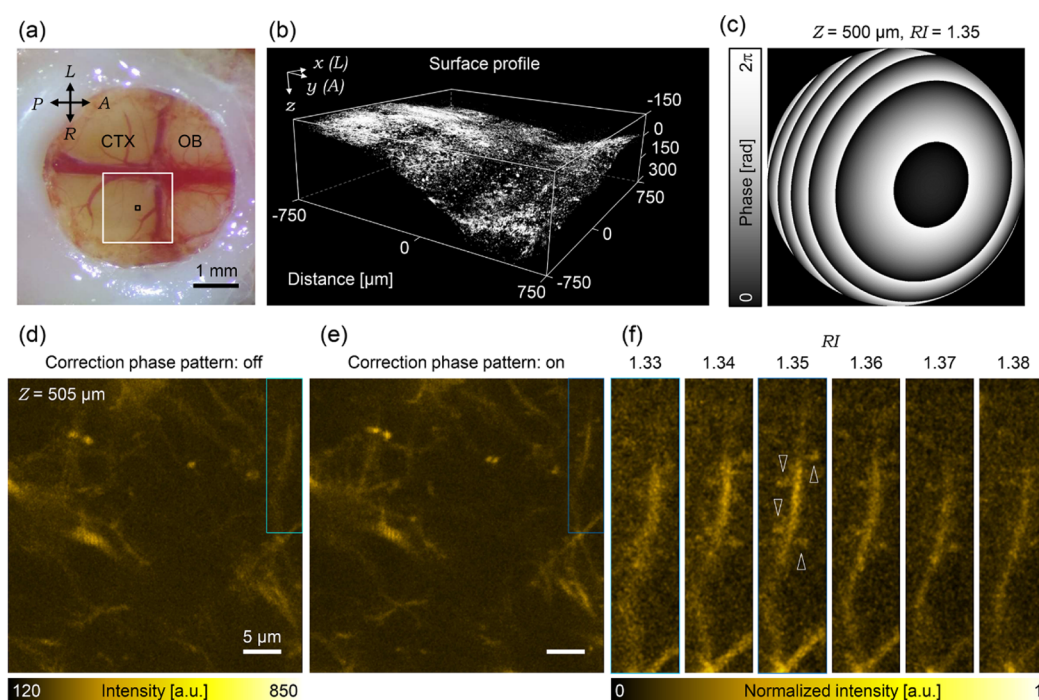 (a)
L
P
A
R
CTX
OB
1 mm
(b)
x (L)
y (A)
z
Surface profile
-150
0
150
300
750
-750
0
0
Distance [µm]
750
-750
(c)
Z = 500 µm, RI = 1.35
2π
Phase [rad]
0
(d)
Correction phase pattern: off
Z = 505 µm
5 µm
120
Intensity [a.u.]
850
(e)
Correction phase pattern: on
(f)
RI
1.33
1.34
1.35
1.36
1.37
1.38
0
Normalized intensity [a.u.]
1